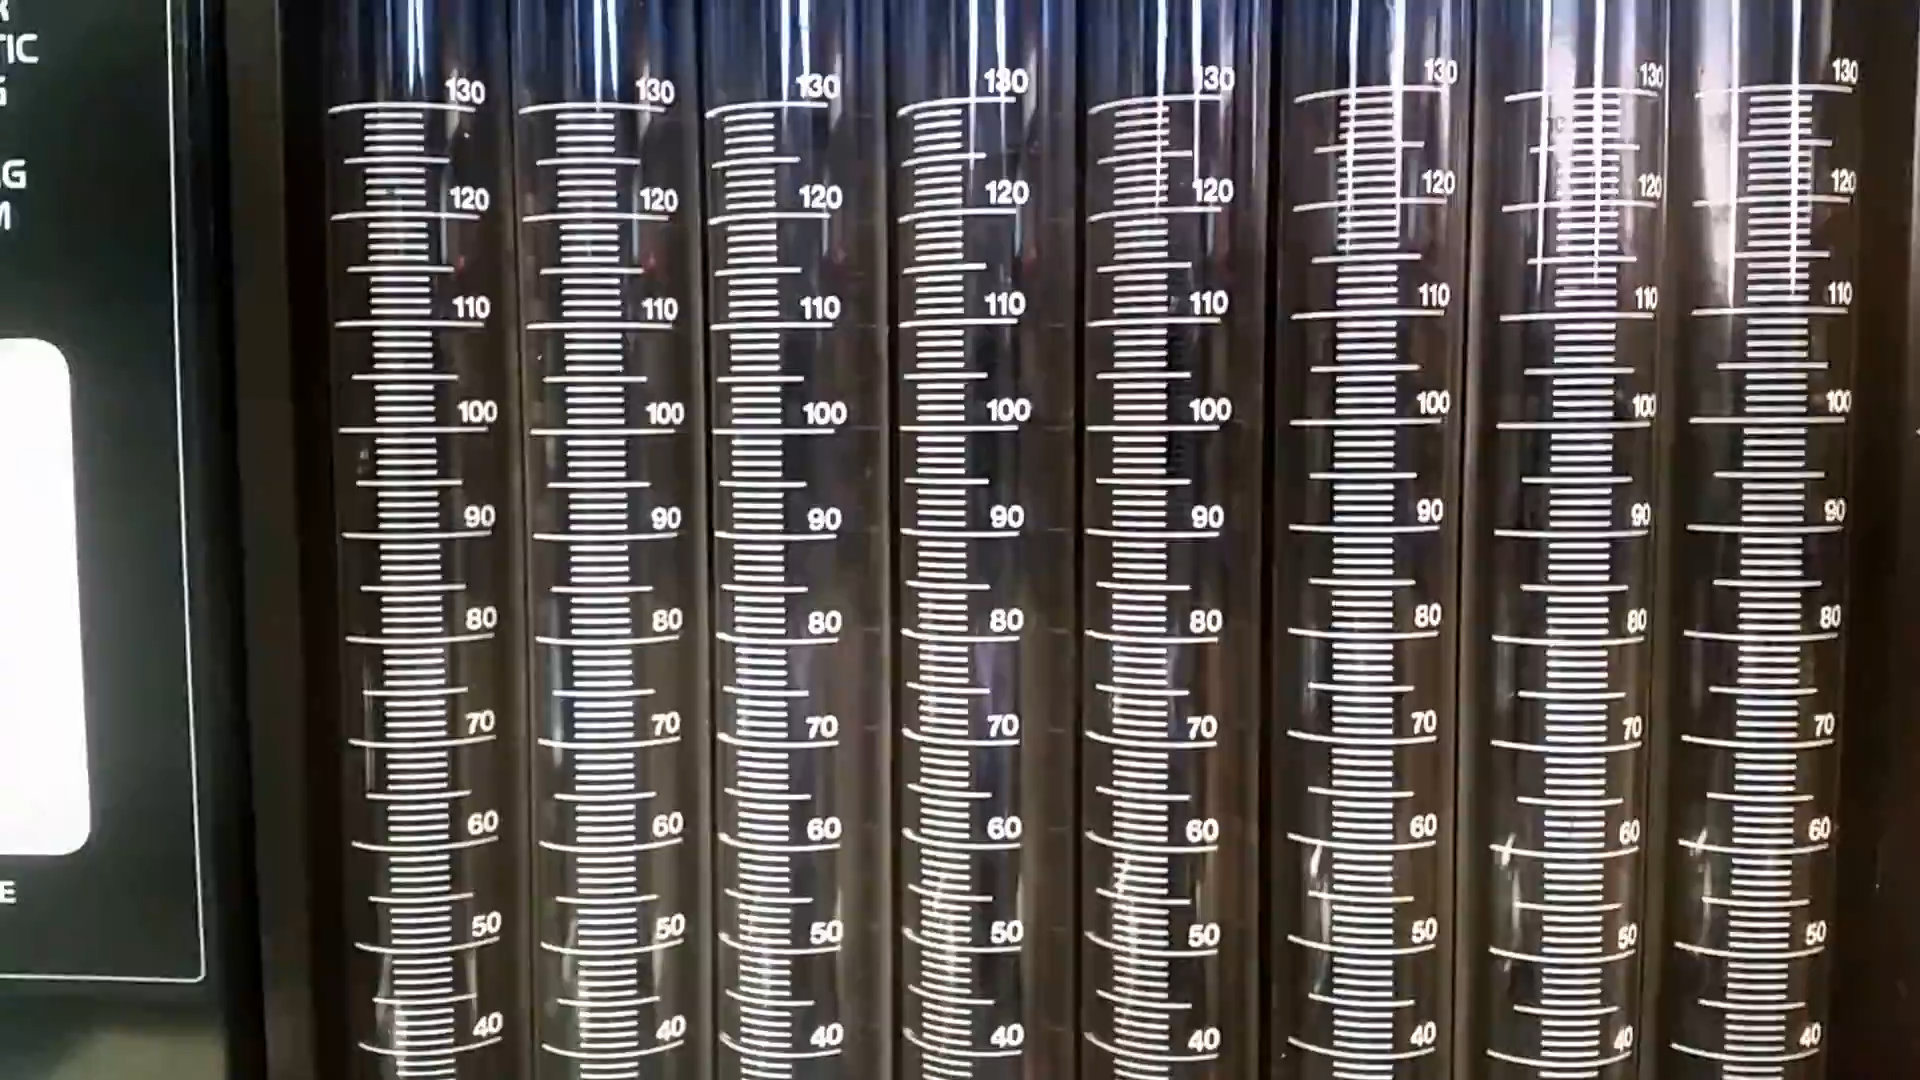 TIC
G
M
E
130 130 130 130 130 130 130 130
120 120 120 120 120 120 120 120
110 110 110 110 110 110 110 110
100 100 100 100 100 100 100 100
90 90 90 90 90 90 90 90
80 80 80 80 80 80 80 80
70 70 70 70 70 70 70 70
60 60 60 60 60 60 60 60
50 50 50 50 50 50 50 50
40 40 40 40 40 40 40 40